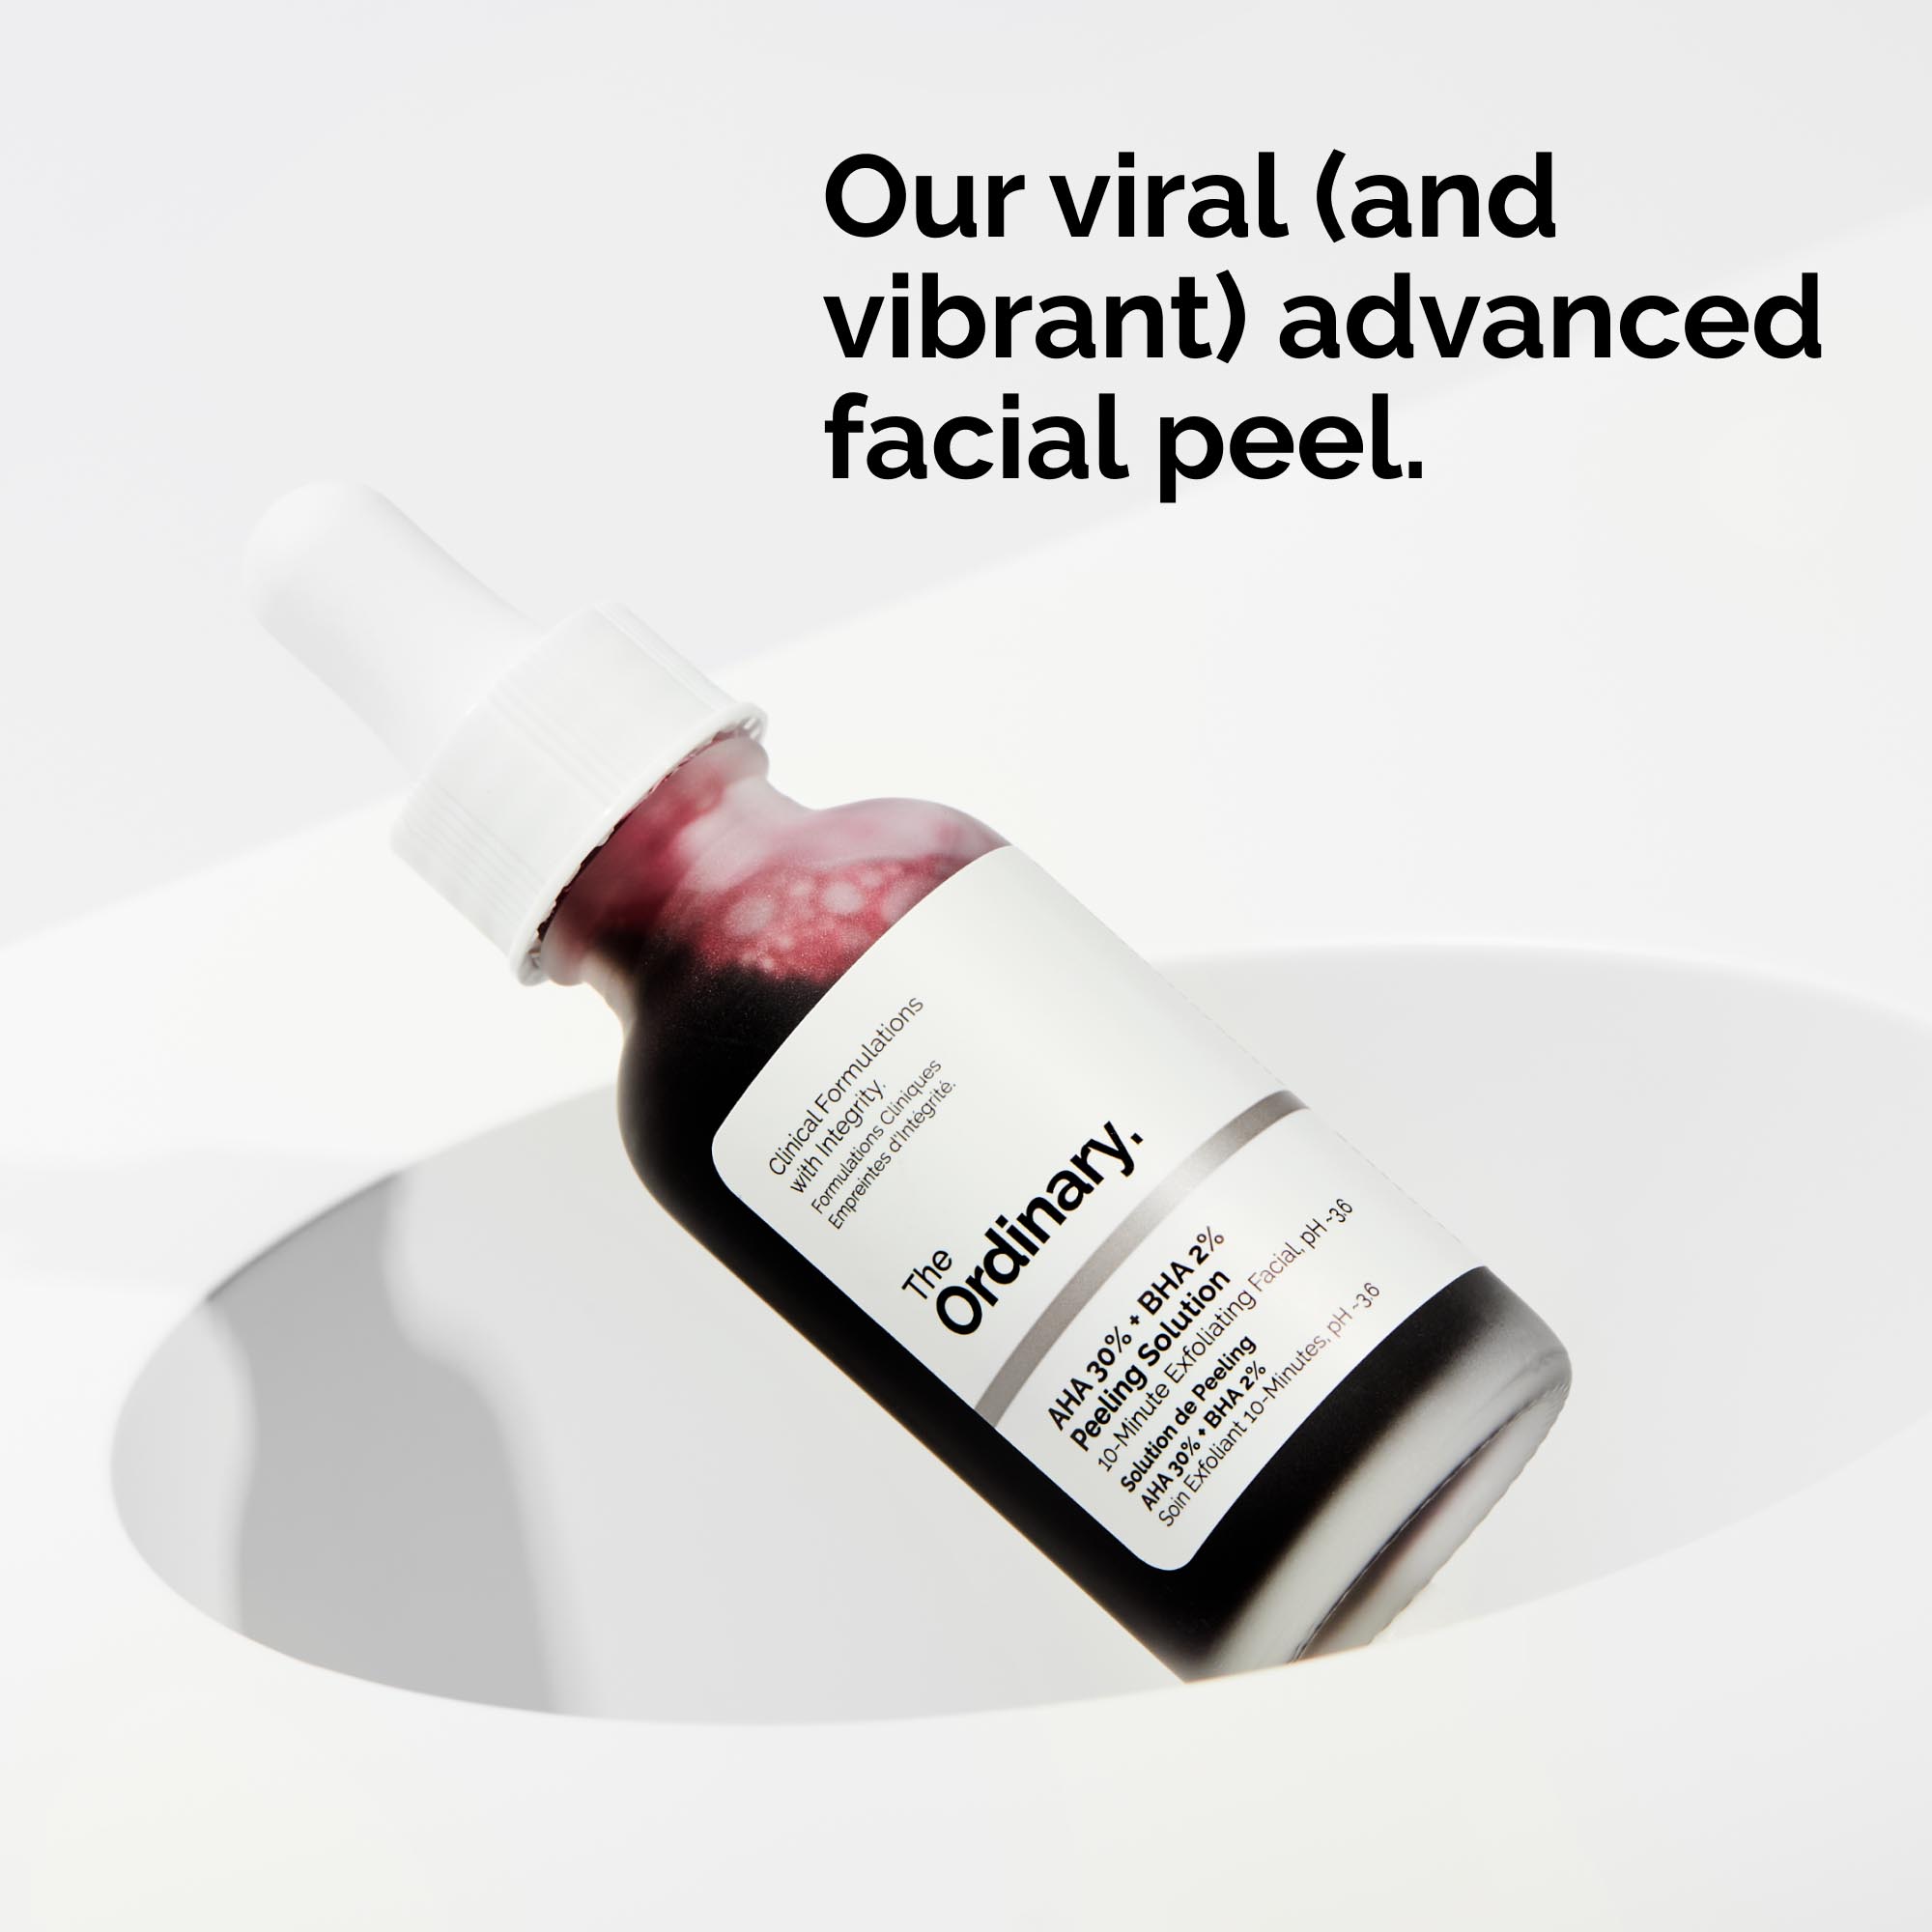 Our viral (and
vibrant) advanced
facial peel.
Clinical Formulations
with Integrity.
Formulations Cliniques
Empreintes d'Intégrité.
The
Ordinary.
AHA 30% + BHA 2%
Peeling Solution
10-Minute Exfoliating Facial, pH ~3.6
Solution de Peeling
AHA 30% + BHA 2%
Soin Exfoliant 10-Minutes, pH ~3.6